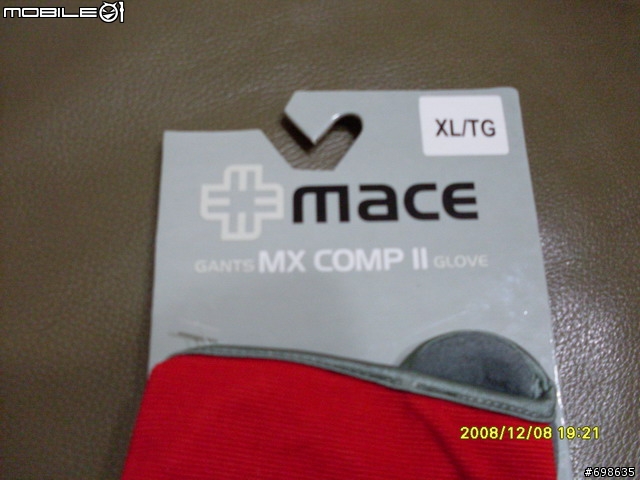 MOBILE01
XL/TG
mace
GANTS MX COMP II GLOVE
2008/12/08 19:21
#698635